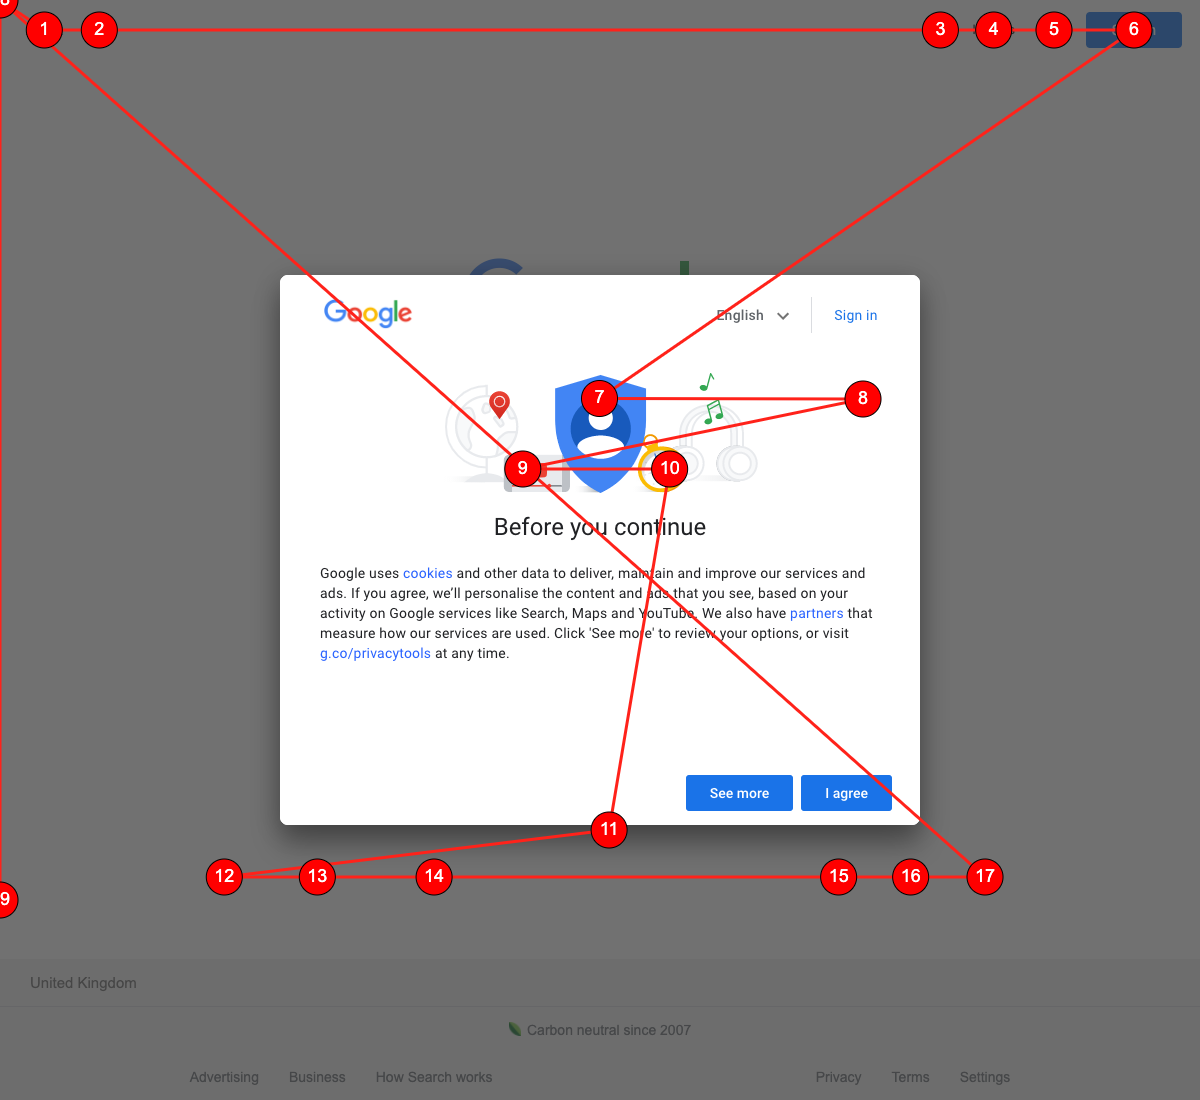 1
2
3
4
5
6
Google
English
Sign in
7
8
9
10
Before you continue
Google uses cookies and other data to deliver, maintain and improve our services and
ads. If you agree, we’ll personalise the content and ads that you see, based on your
activity on Google services like Search, Maps and YouTube. We also have partners that
measure how our services are used. Click 'See more' to review your options, or visit
g.co/privacytools at any time.
See more
I agree
11
12
13
14
15
16
17
9
United Kingdom
Carbon neutral since 2007
Advertising
Business
How Search works
Privacy
Terms
Settings